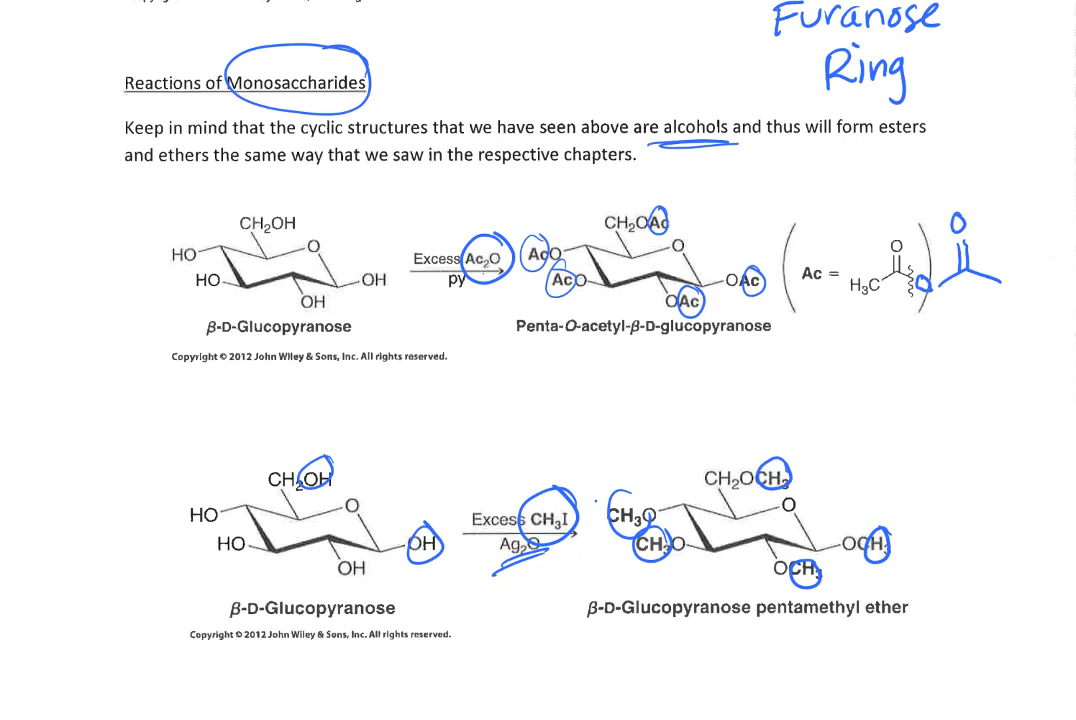 Furanose
Ring
Reactions of Monosaccharides
Keep in mind that the cyclic structures that we have seen above are alcohols and thus will form esters
and ethers the same way that we saw in the respective chapters.
CH₂OH
HO
O
HO
OH
OH
β-D-Glucopyranose
Excess Ac₂O
py
CH₂OAc
AcO
O
AcO
OAc
OAc
Penta-O-acetyl-β-D-glucopyranose
Ac =
O
H₃C
O
O
Copyright © 2012 John Wiley & Sons, Inc. All rights reserved.
CH₂OH
HO
O
HO
OH
OH
β-D-Glucopyranose
Excess CH₃I
Ag₂O
CH₂OCH₃
CH₃O
O
CH₃O
OCH₃
OCH₃
β-D-Glucopyranose pentamethyl ether
Copyright © 2012 John Wiley & Sons, Inc. All rights reserved.